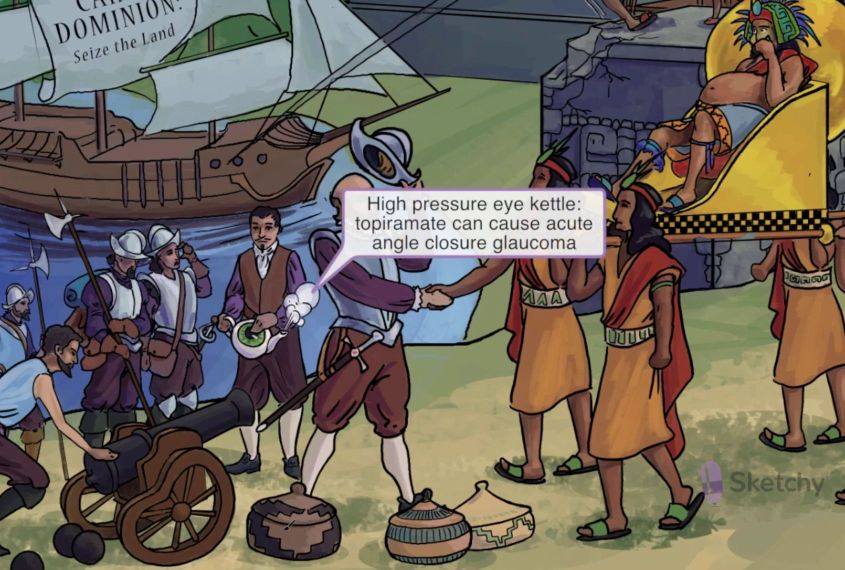 DOMINION:
Seize the Land
High pressure eye kettle:
topiramate can cause acute
angle closure glaucoma
Sketchy